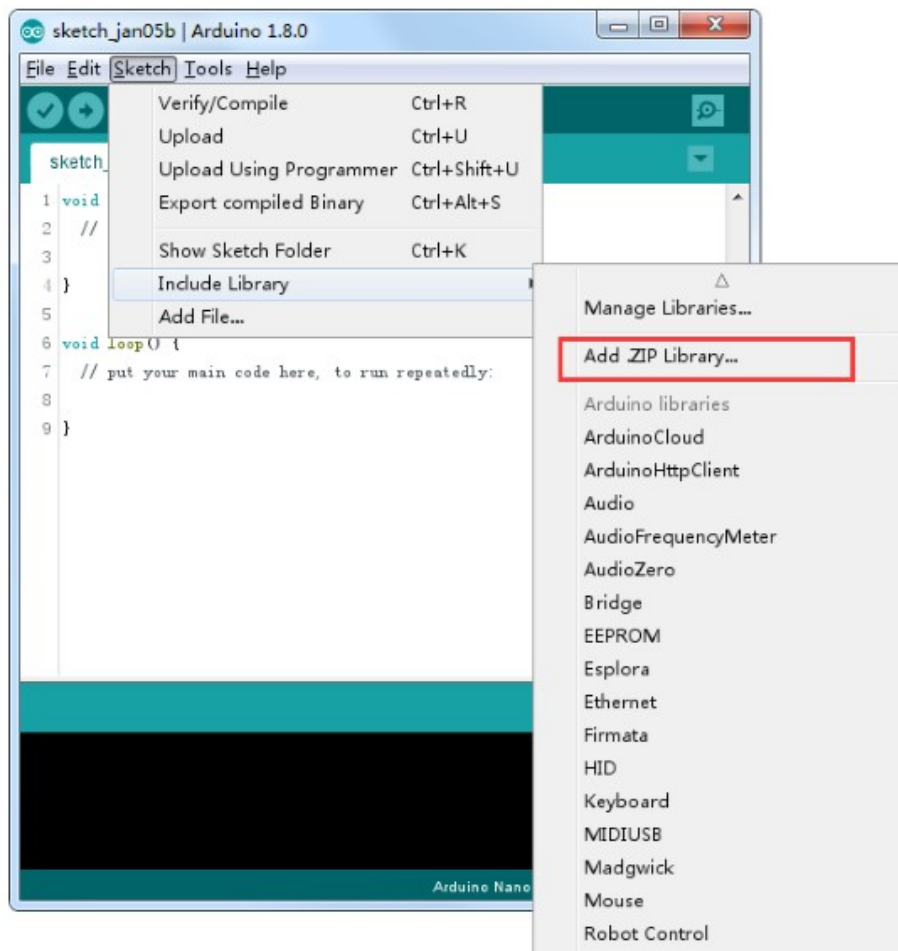 sketch_jan05b | Arduino 1.8.0
File Edit Sketch Tools Help
Verify/Compile Ctrl+R
Upload Ctrl+U
Upload Using Programmer Ctrl+Shift+U
Export compiled Binary Ctrl+Alt+S
Show Sketch Folder Ctrl+K
Include Library
Add File...
Manage Libraries...
Add .ZIP Library...
Arduino libraries
ArduinoCloud
ArduinoHttpClient
Audio
AudioFrequencyMeter
AudioZero
Bridge
EEPROM
Esplora
Ethernet
Firmata
HID
Keyboard
MIDIUSB
Madgwick
Mouse
Robot Control
sketch_
1 void
2 //
3
4 }
5
6 void loop() {
7 // put your main code here, to run repeatedly:
8
9 }
Arduino Nano